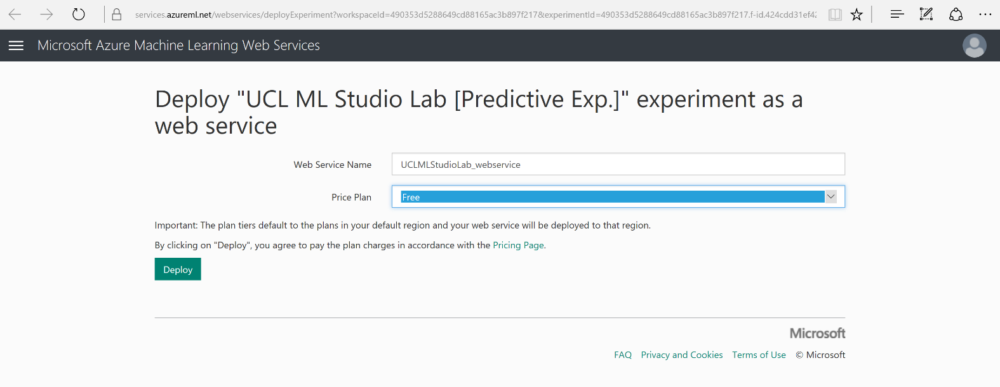 services.azureml.net/webservices/deployExperiment?workspaceId=490353d5288649cd88165ac3b897f217&experimentId=490353d5288649cd88165ac3b897f217.f-id.424cdd31ef42
Microsoft Azure Machine Learning Web Services
Deploy "UCL ML Studio Lab [Predictive Exp.]" experiment as a
web service
Web Service Name UCLMLStudioLab_webservice
Price Plan Free
Important: The plan tiers default to the plans in your default region and your web service will be deployed to that region.
By clicking on "Deploy", you agree to pay the plan charges in accordance with the Pricing Page.
Deploy
Microsoft
FAQ Privacy and Cookies Terms of Use © Microsoft